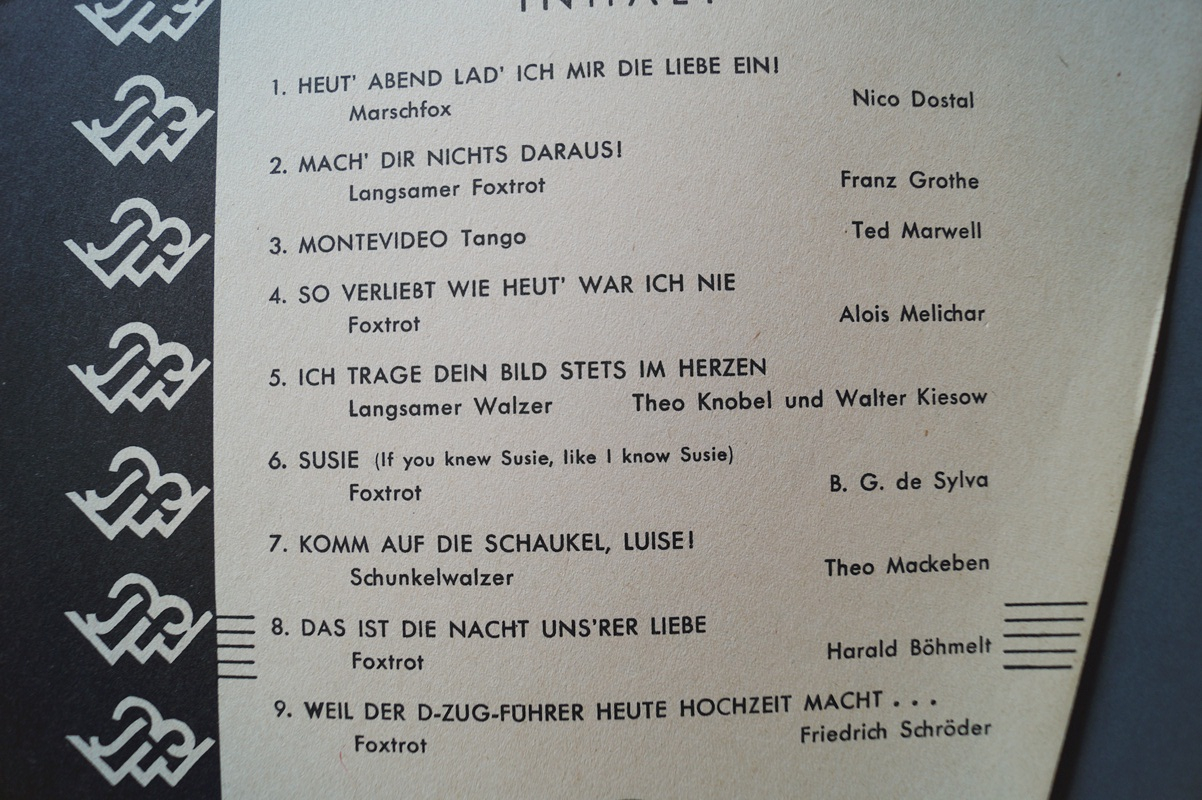 INHALT
1. HEUT' ABEND LAD' ICH MIR DIE LIEBE EIN!
Marschfox Nico Dostal
2. MACH' DIR NICHTS DARAUS!
Langsamer Foxtrot Franz Grothe
3. MONTEVIDEO Tango Ted Marwell
4. SO VERLIEBT WIE HEUT' WAR ICH NIE
Foxtrot Alois Melichar
5. ICH TRAGE DEIN BILD STETS IM HERZEN
Langsamer Walzer Theo Knobel und Walter Kiesow
6. SUSIE (If you knew Susie, like I know Susie)
Foxtrot B. G. de Sylva
7. KOMM AUF DIE SCHAUKEL, LUISE!
Schunkelwalzer Theo Mackeben
8. DAS IST DIE NACHT UNS'RER LIEBE
Foxtrot Harald Böhmelt
9. WEIL DER D-ZUG-FÜHRER HEUTE HOCHZEIT MACHT . . .
Foxtrot Friedrich Schröder